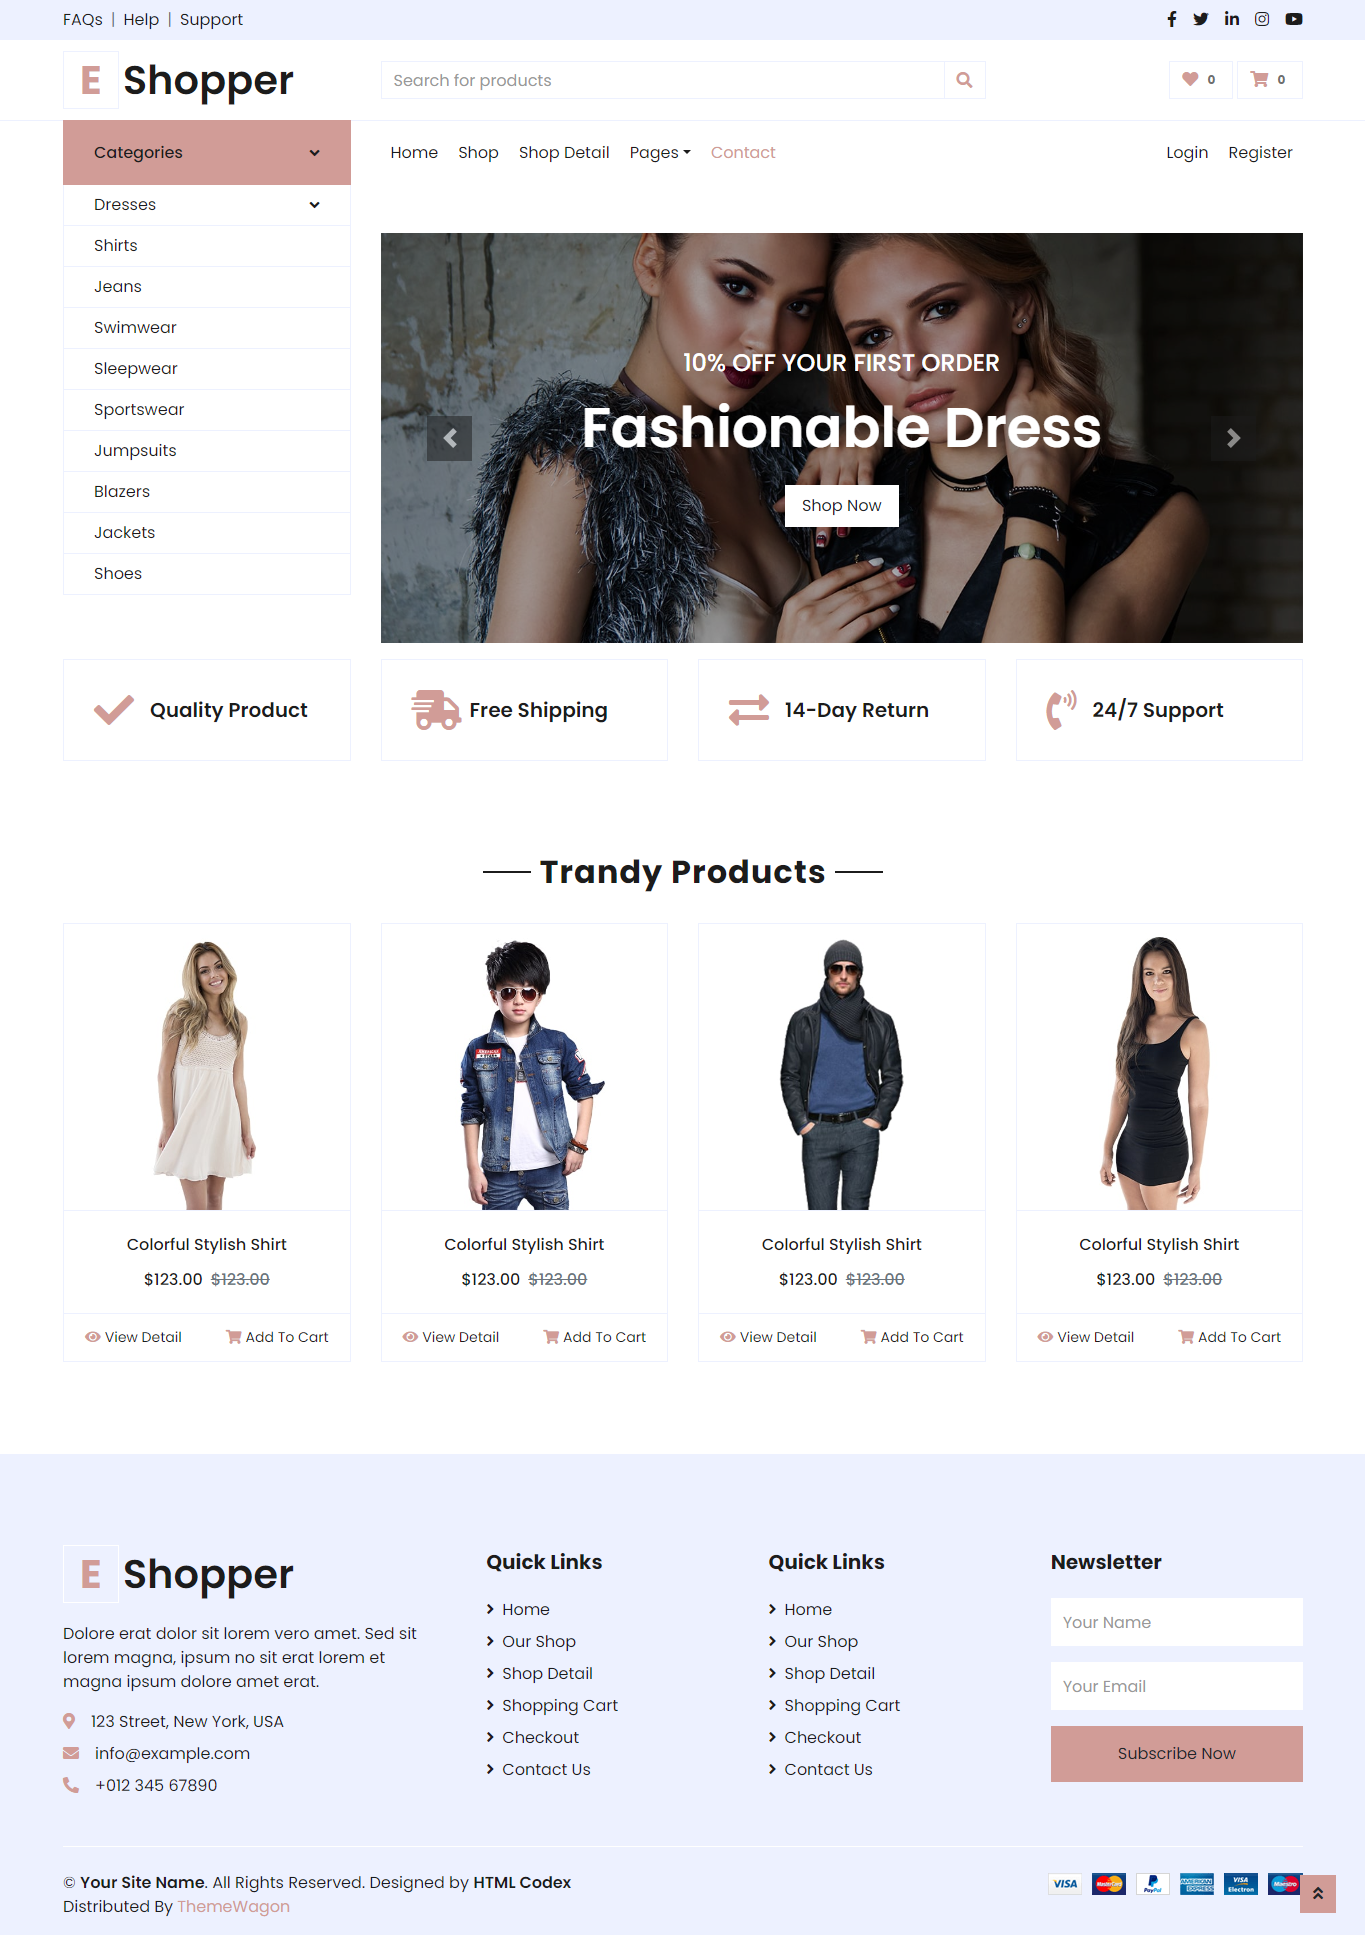 FAQs | Help | Support
E Shopper
Search for products
0
0
Categories
Home Shop Shop Detail Pages Contact
Login Register
Dresses
Shirts
Jeans
Swimwear
Sleepwear
Sportswear
Jumpsuits
Blazers
Jackets
Shoes
10% OFF YOUR FIRST ORDER
Fashionable Dress
Shop Now
Quality Product
Free Shipping
14-Day Return
24/7 Support
Trandy Products
Colorful Stylish Shirt
$123.00 $123.00
View Detail Add To Cart
Colorful Stylish Shirt
$123.00 $123.00
View Detail Add To Cart
Colorful Stylish Shirt
$123.00 $123.00
View Detail Add To Cart
Colorful Stylish Shirt
$123.00 $123.00
View Detail Add To Cart
E Shopper
Dolore erat dolor sit lorem vero amet. Sed sit
lorem magna, ipsum no sit erat lorem et
magna ipsum dolore amet erat.
123 Street, New York, USA
info@example.com
+012 345 67890
Quick Links
Home
Our Shop
Shop Detail
Shopping Cart
Checkout
Contact Us
Quick Links
Home
Our Shop
Shop Detail
Shopping Cart
Checkout
Contact Us
Newsletter
Your Name
Your Email
Subscribe Now
© Your Site Name. All Rights Reserved. Designed by HTML Codex
Distributed By ThemeWagon
VISA
MasterCard
PayPal
AMERICAN EXPRESS
VISA Electron
Maestro